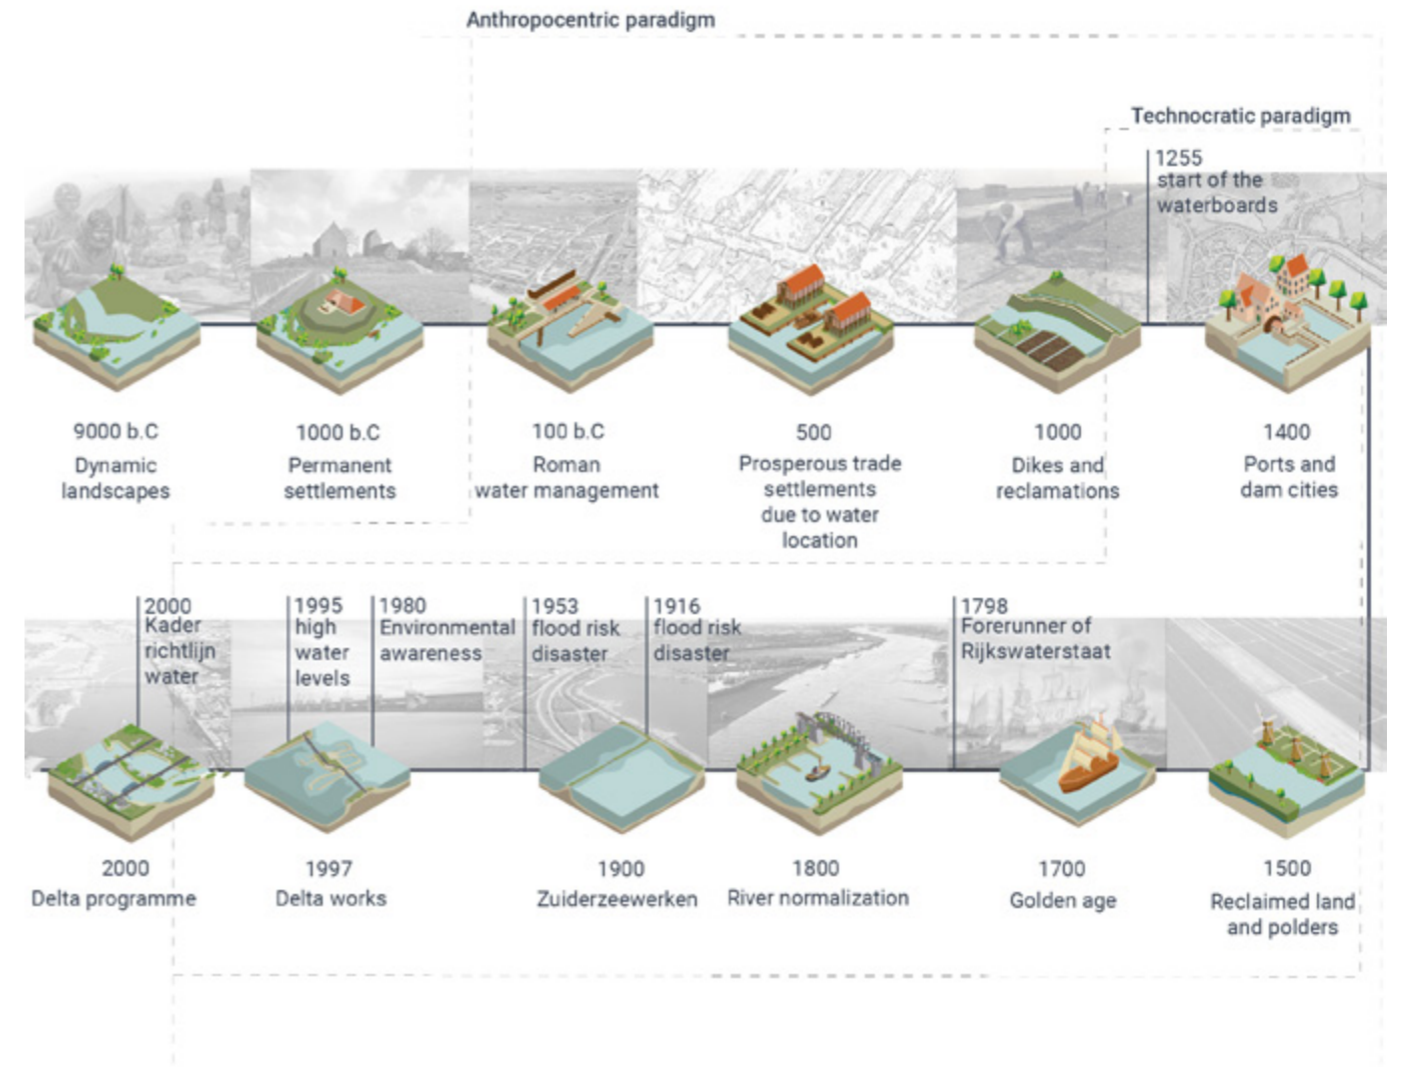 Anthropocentric paradigm
Technocratic paradigm
1255
start of the
waterboards
9000 b.C
Dynamic
landscapes
1000 b.C
Permanent
settlements
100 b.C
Roman
water management
500
Prosperous trade
settlements
due to water
location
1000
Dikes and
reclamations
1400
Ports and
dam cities
2000
Kader
richtlijn
water
1995
high
water
levels
1980
Environmental
awareness
1953
flood risk
disaster
1916
flood risk
disaster
1798
Forerunner of
Rijkswaterstaat
2000
Delta programme
1997
Delta works
1900
Zuiderzeewerken
1800
River normalization
1700
Golden age
1500
Reclaimed land
and polders